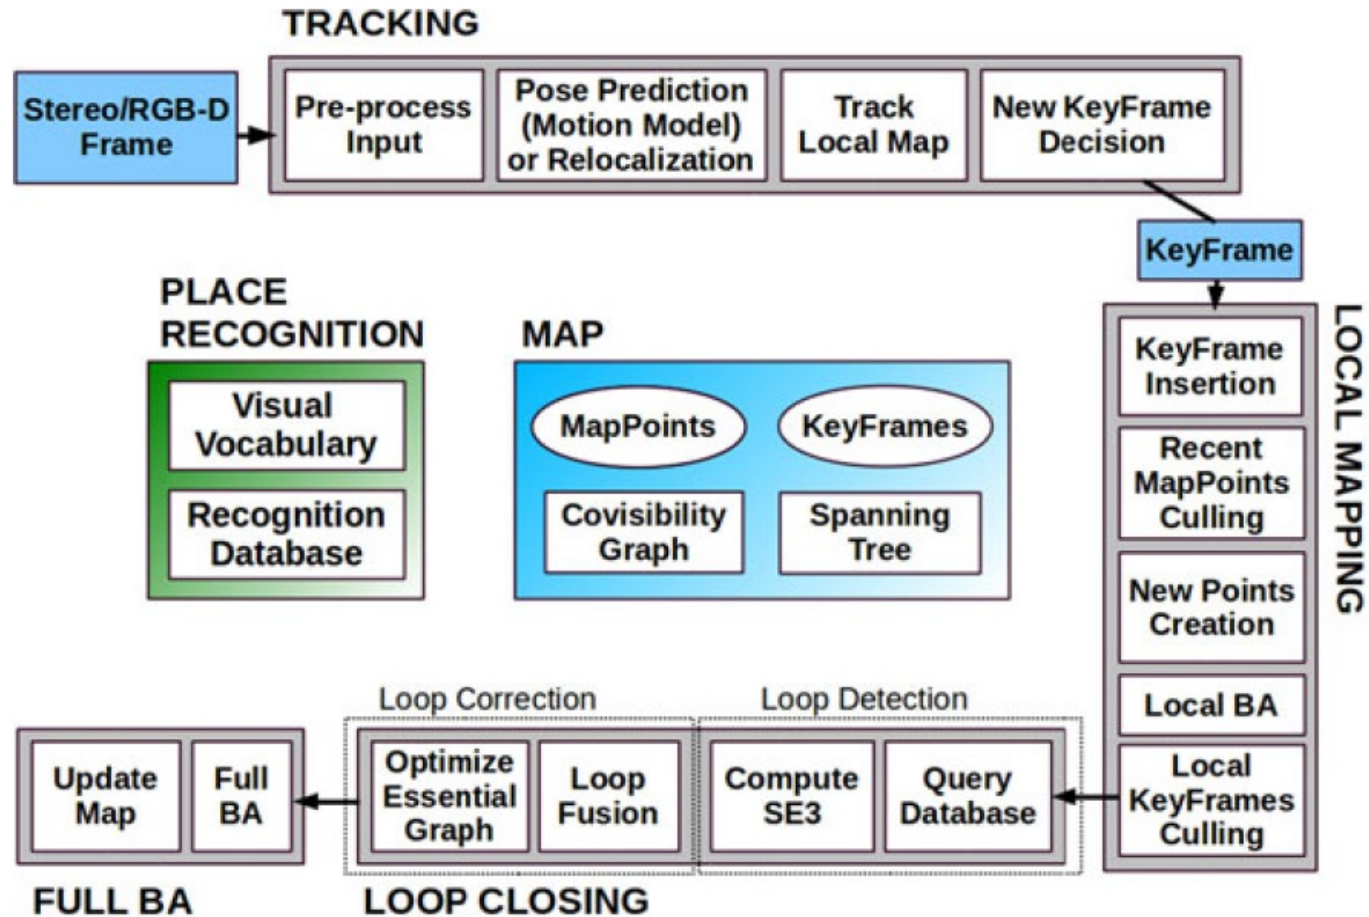 TRACKING
Stereo/RGB-D
Frame
Pre-process
Input
Pose Prediction
(Motion Model)
or Relocalization
Track
Local Map
New KeyFrame
Decision
KeyFrame
PLACE
RECOGNITION
Visual
Vocabulary
Recognition
Database
MAP
MapPoints
KeyFrames
Covisibility
Graph
Spanning
Tree
LOCAL MAPPING
KeyFrame
Insertion
Recent
MapPoints
Culling
New Points
Creation
Local BA
Local
KeyFrames
Culling
Loop Correction
Loop Detection
Update
Map
Full
BA
Optimize
Essential
Graph
Loop
Fusion
Compute
SE3
Query
Database
FULL BA
LOOP CLOSING